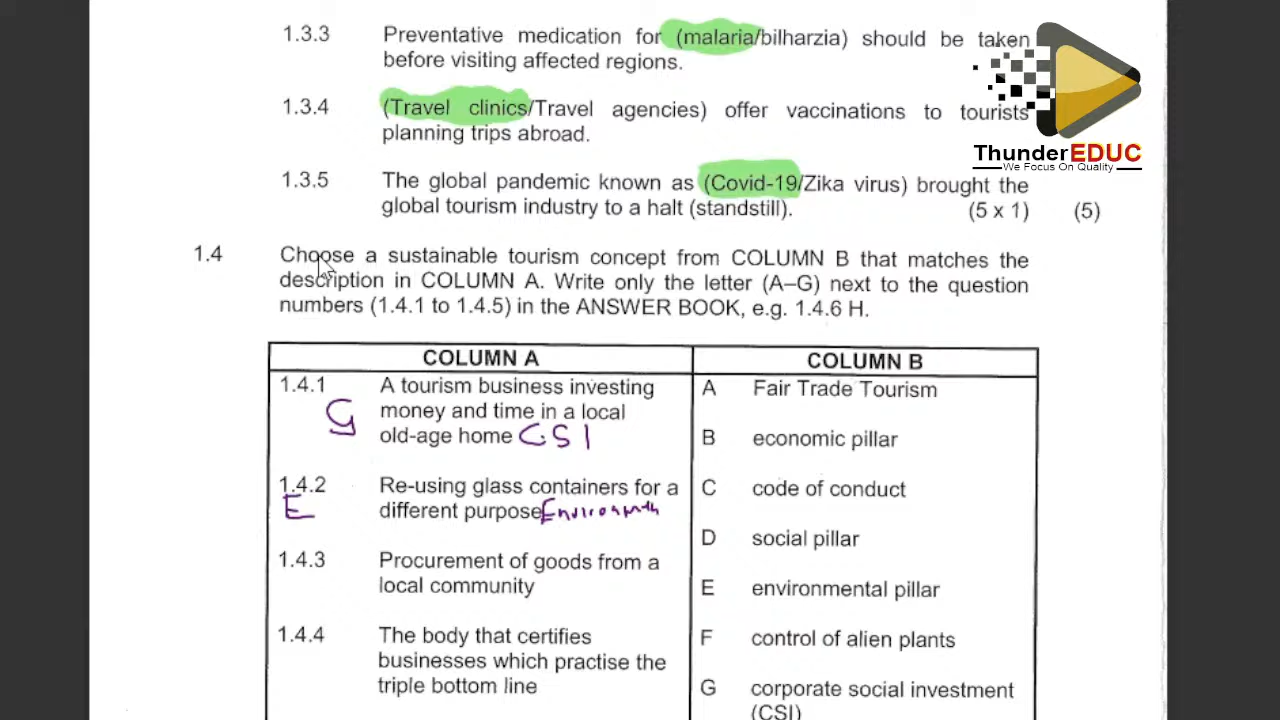 1.3.3 Preventative medication for (malaria/bilharzia) should be taken
before visiting affected regions.
1.3.4 (Travel clinics/Travel agencies) offer vaccinations to tourists
planning trips abroad.
ThunderEDUC
We Focus On Quality
1.3.5 The global pandemic known as (Covid-19/Zika virus) brought the
global tourism industry to a halt (standstill). (5 x 1) (5)
1.4 Choose a sustainable tourism concept from COLUMN B that matches the
description in COLUMN A. Write only the letter (A–G) next to the question
numbers (1.4.1 to 1.4.5) in the ANSWER BOOK, e.g. 1.4.6 H.
COLUMN A
1.4.1 A tourism business investing
G money and time in a local
old-age home CSI
1.4.2 Re-using glass containers for a
E different purpose
1.4.3 Procurement of goods from a
local community
1.4.4 The body that certifies
businesses which practise the
triple bottom line
COLUMN B
A Fair Trade Tourism
B economic pillar
C code of conduct
D social pillar
E environmental pillar
F control of alien plants
G corporate social investment
(CSI)